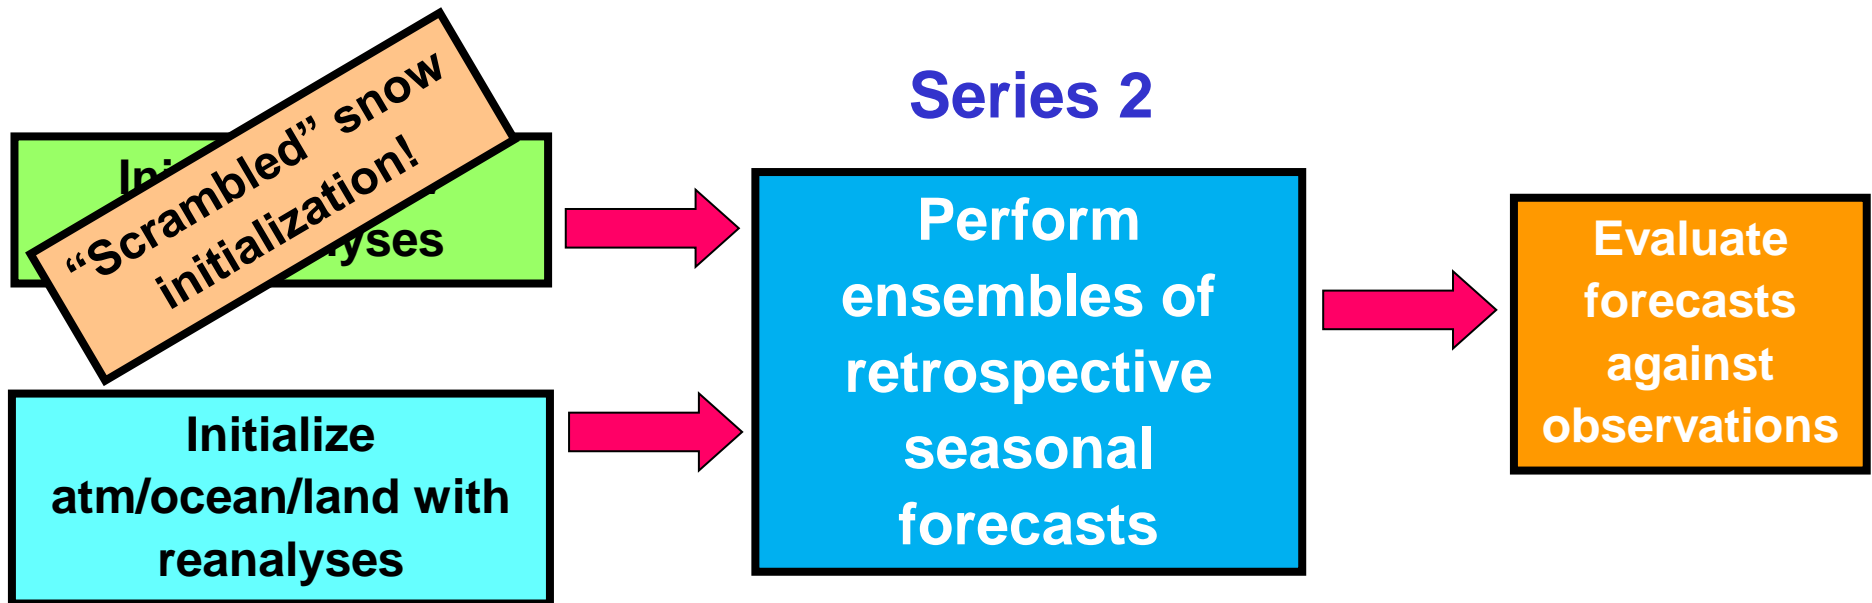 Series 2
“Scrambled” snow
initialization!
lyses
Initialize
atm/ocean/land with
reanalyses
Perform
ensembles of
retrospective
seasonal
forecasts
Evaluate
forecasts
against
observations